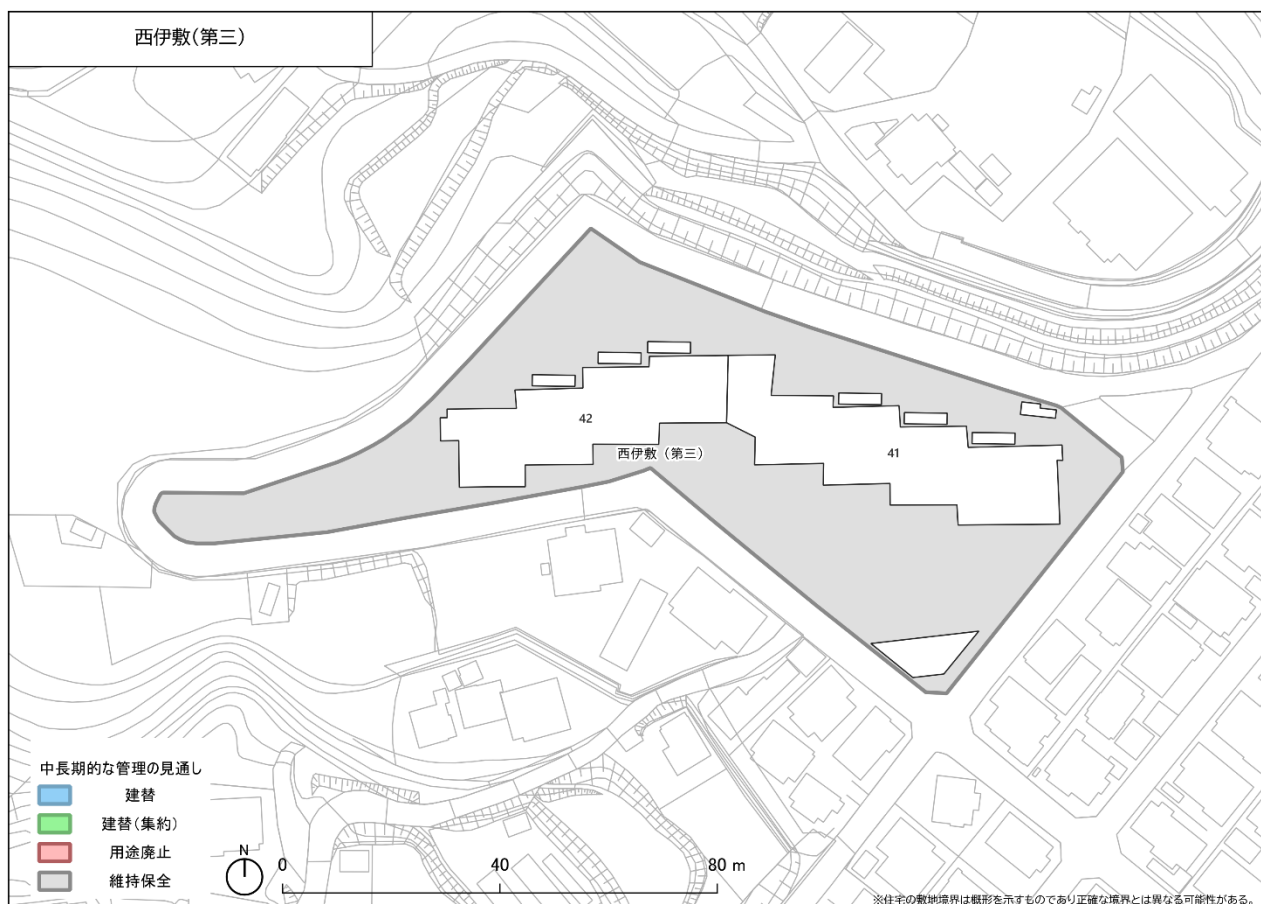 西伊敷(第三)
42
西伊敷（第三）
41
中長期的な管理の見通し
建替
建替(集約)
用途廃止
維持保全
N
0 40 80 m
※住宅の敷地境界は概形を示すものであり正確な境界とは異なる可能性がある。